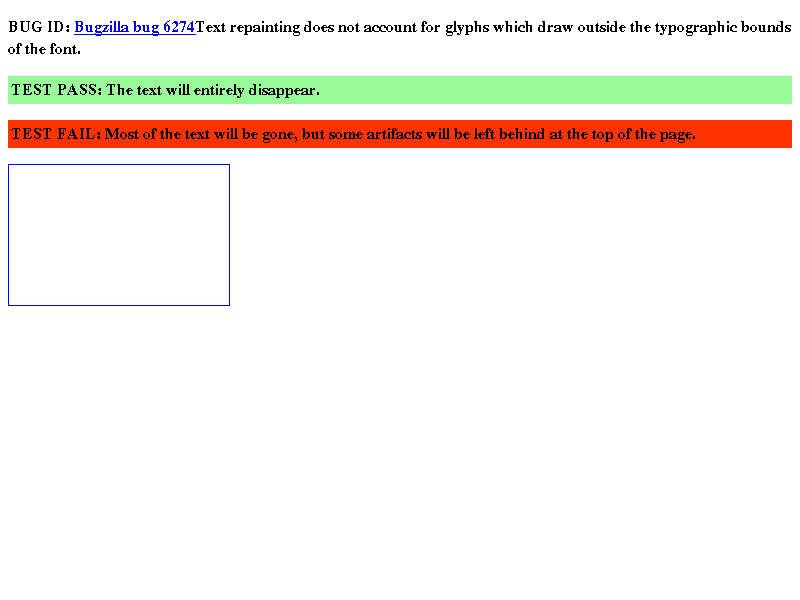 BUG ID: Bugzilla bug 6274Text repainting does not account for glyphs which draw outside the typographic bounds
of the font.
TEST PASS: The text will entirely disappear.
TEST FAIL: Most of the text will be gone, but some artifacts will be left behind at the top of the page.